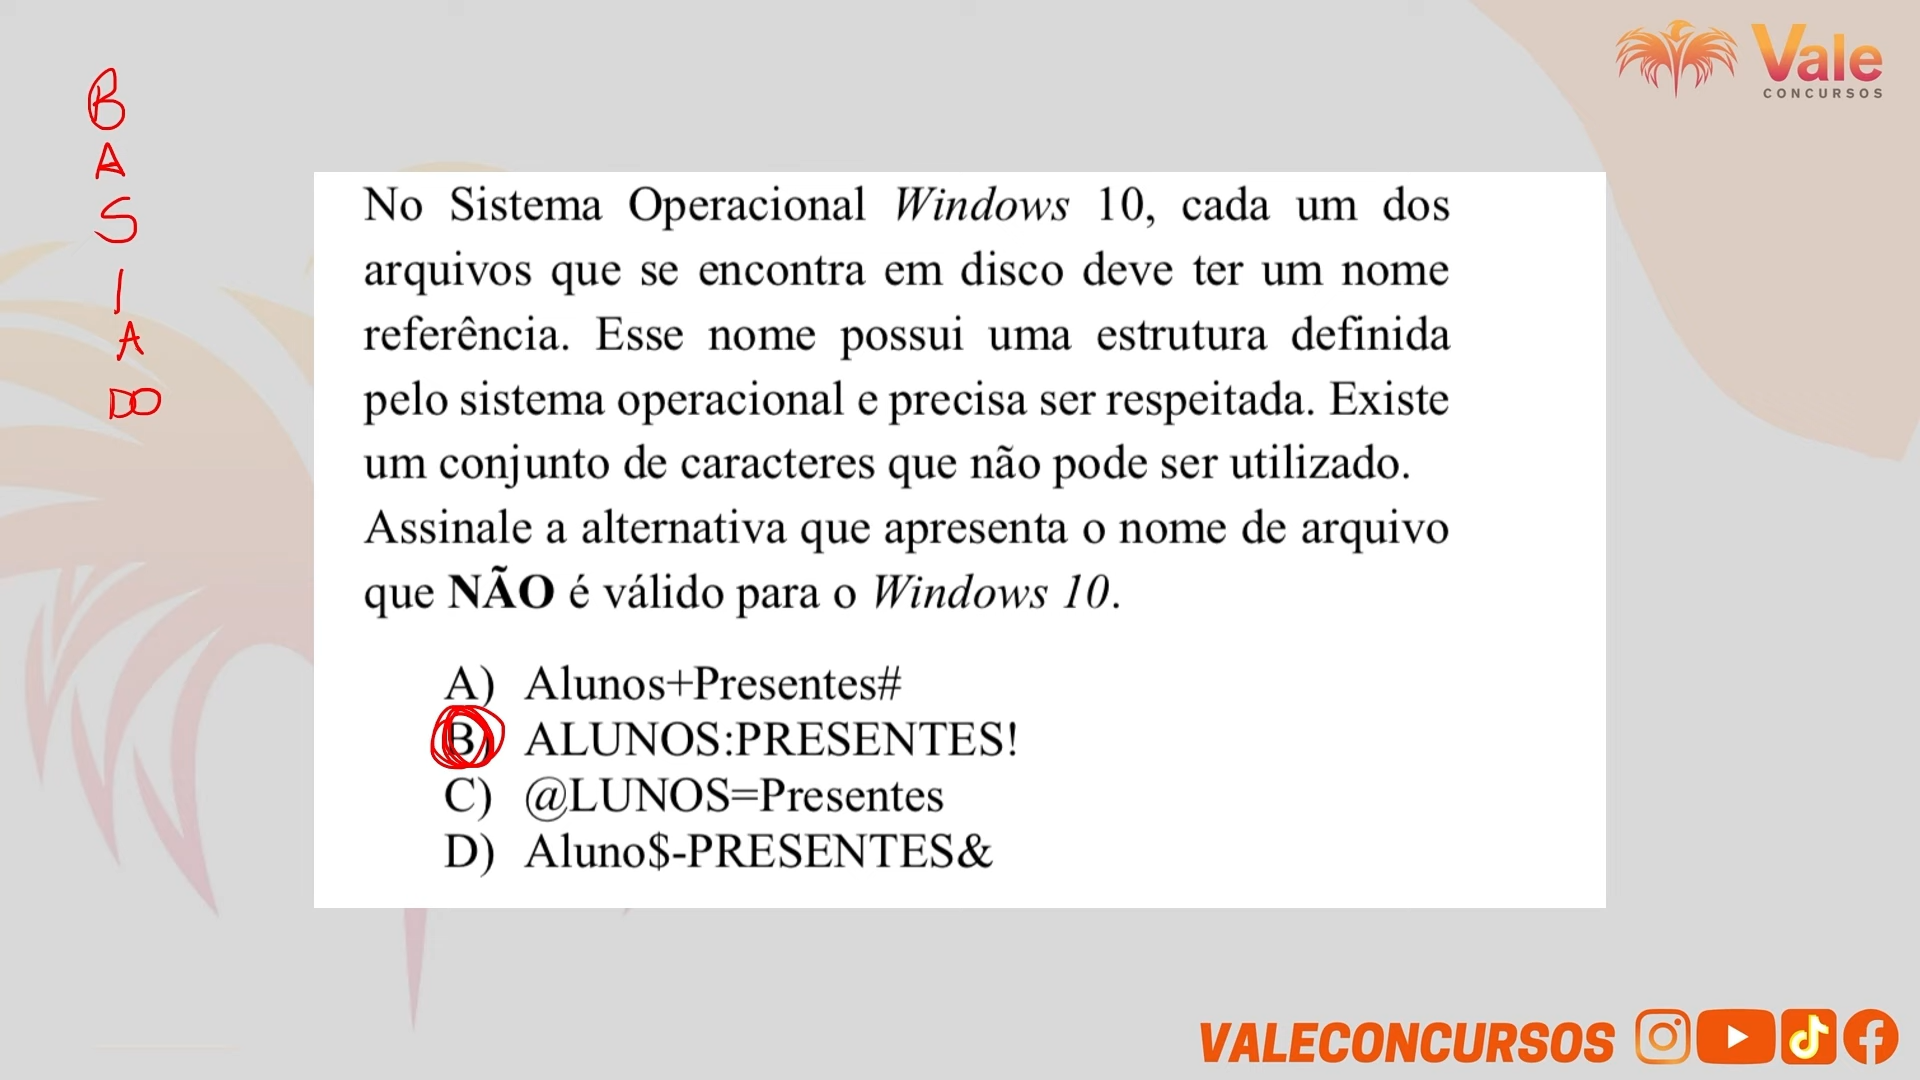 B
A
S
I
A
DO
Vale
CONCURSOS
No Sistema Operacional Windows 10, cada um dos
arquivos que se encontra em disco deve ter um nome
referência. Esse nome possui uma estrutura definida
pelo sistema operacional e precisa ser respeitada. Existe
um conjunto de caracteres que não pode ser utilizado.
Assinale a alternativa que apresenta o nome de arquivo
que NÃO é válido para o Windows 10.
A) Alunos+Presentes#
B) ALUNOS:PRESENTES!
C) @LUNOS=Presentes
D) Aluno$-PRESENTES&
VALECONCURSOS